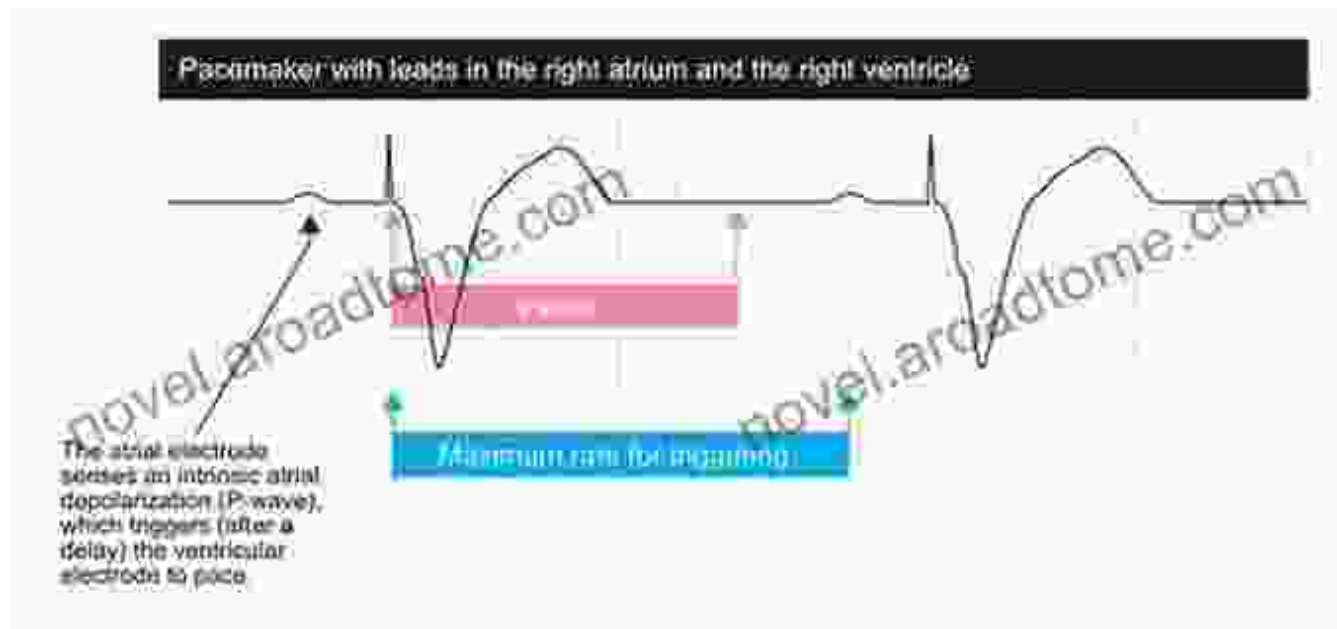 Pacemaker with leads in the right atrium and the right ventricle
novel.aroadtome.com
novel.aroadtome.com
Maximum rate for
The atrial electrode
senses an intrinsic atrial
depolarization (P-wave),
which triggers (after a
delay) the ventricular
electrode to pace